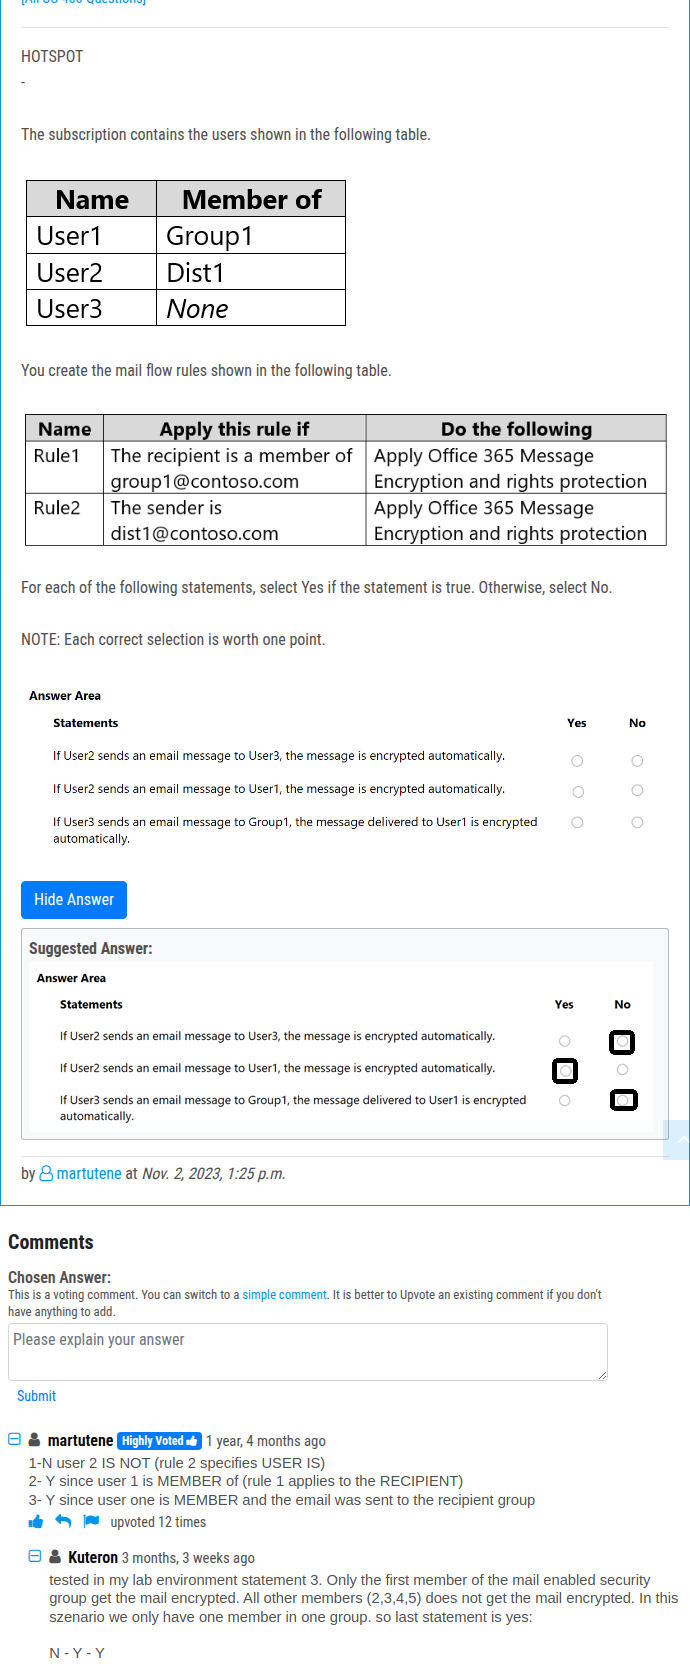 [All SC-400 Questions]
HOTSPOT
-
The subscription contains the users shown in the following table.
Name Member of
User1 Group1
User2 Dist1
User3 None
You create the mail flow rules shown in the following table.
Name Apply this rule if Do the following
Rule1 The recipient is a member of Apply Office 365 Message
group1@contoso.com Encryption and rights protection
Rule2 The sender is Apply Office 365 Message
dist1@contoso.com Encryption and rights protection
For each of the following statements, select Yes if the statement is true. Otherwise, select No.
NOTE: Each correct selection is worth one point.
Answer Area
Statements Yes No
If User2 sends an email message to User3, the message is encrypted automatically.
If User2 sends an email message to User1, the message is encrypted automatically.
If User3 sends an email message to Group1, the message delivered to User1 is encrypted
automatically.
Hide Answer
Suggested Answer:
Answer Area
Statements Yes No
If User2 sends an email message to User3, the message is encrypted automatically.
If User2 sends an email message to User1, the message is encrypted automatically.
If User3 sends an email message to Group1, the message delivered to User1 is encrypted
automatically.
by martutene at Nov. 2, 2023, 1:25 p.m.
Comments
Chosen Answer:
This is a voting comment. You can switch to a simple comment. It is better to Upvote an existing comment if you don't
have anything to add.
Please explain your answer
Submit
martutene Highly Voted 1 year, 4 months ago
1-N user 2 IS NOT (rule 2 specifies USER IS)
2- Y since user 1 is MEMBER of (rule 1 applies to the RECIPIENT)
3- Y since user one is MEMBER and the email was sent to the recipient group
upvoted 12 times
Kuteron 3 months, 3 weeks ago
tested in my lab environment statement 3. Only the first member of the mail enabled security
group get the mail encrypted. All other members (2,3,4,5) does not get the mail encrypted. In this
szenario we only have one member in one group. so last statement is yes:
N - Y - Y